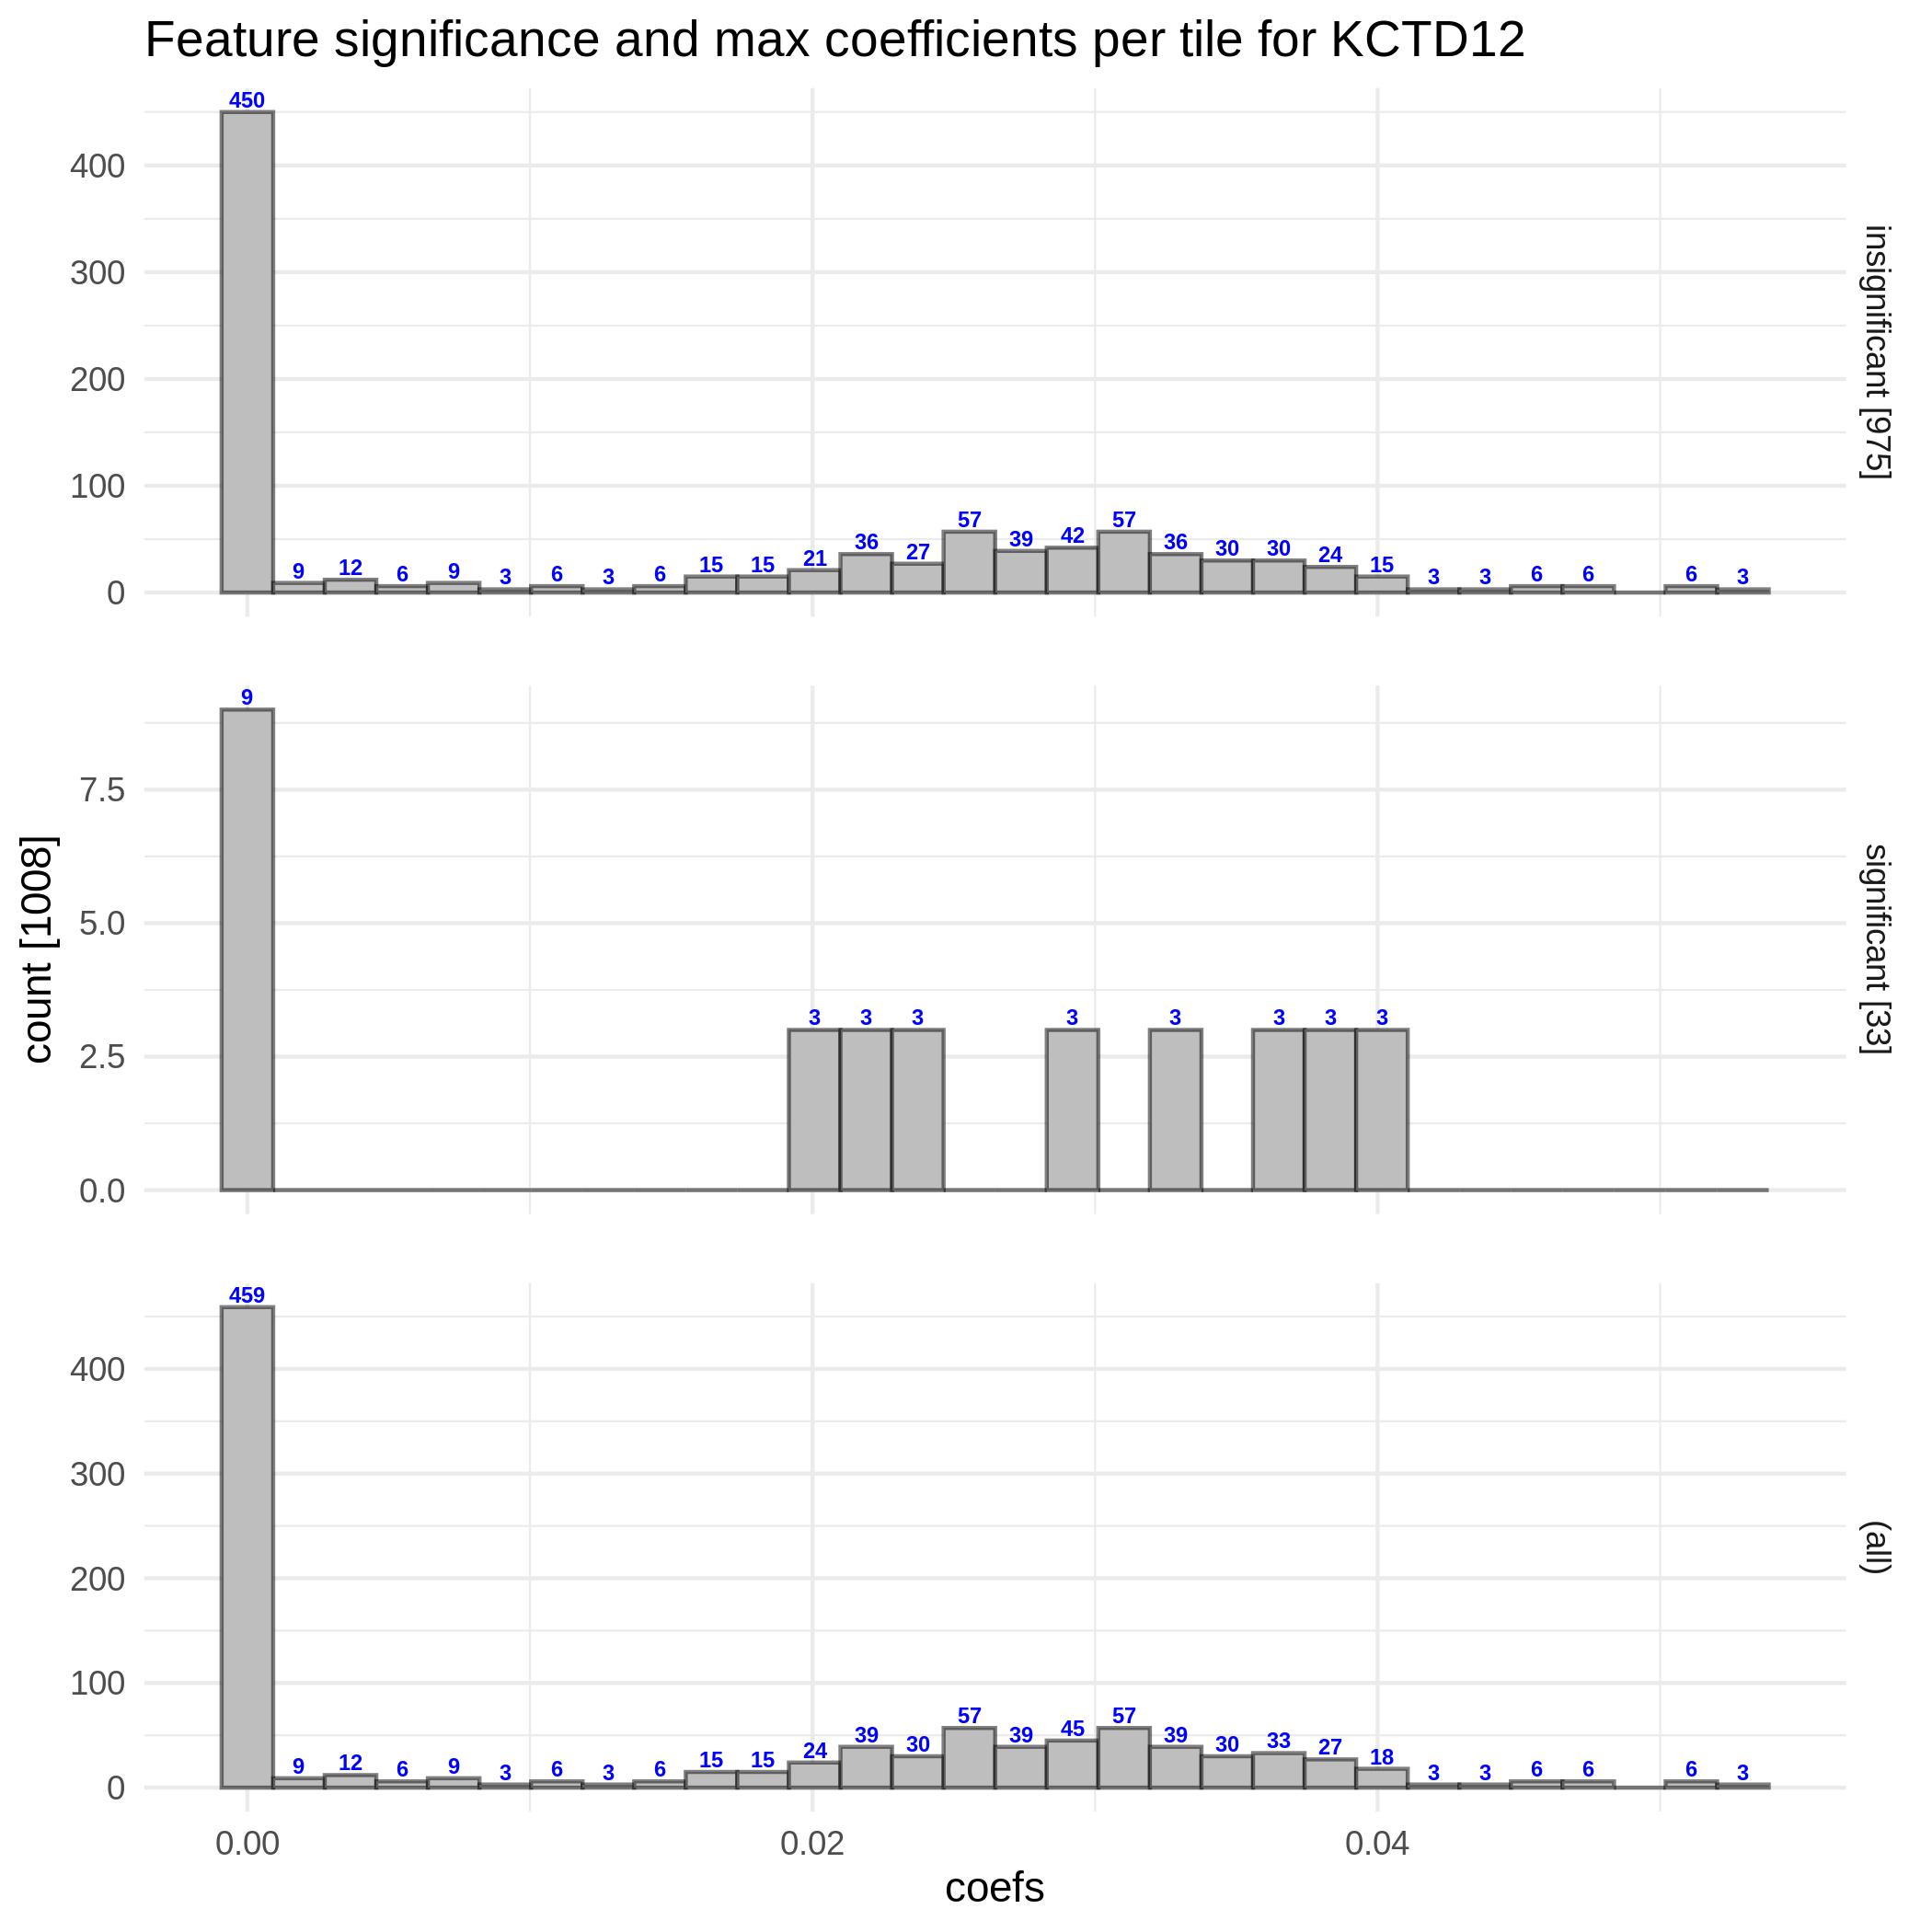 Feature significance and max coefficients per tile for KCTD12
450
9 12 6 9 3 6 3 6 15 15 21 36 27 57 39 42 57 36 30 30 24 15 3 3 6 6 6 3
400
300
200
100
0
insignificant [975]
9
3 3 3 3 3 3 3 3
7.5
5.0
2.5
0.0
significant [33]
count [1008]
459
9 12 6 9 3 6 3 6 15 15 24 39 30 57 39 45 57 39 30 33 27 18 3 3 6 6 6 3
400
300
200
100
0
(all)
0.00 0.02 0.04
coefs